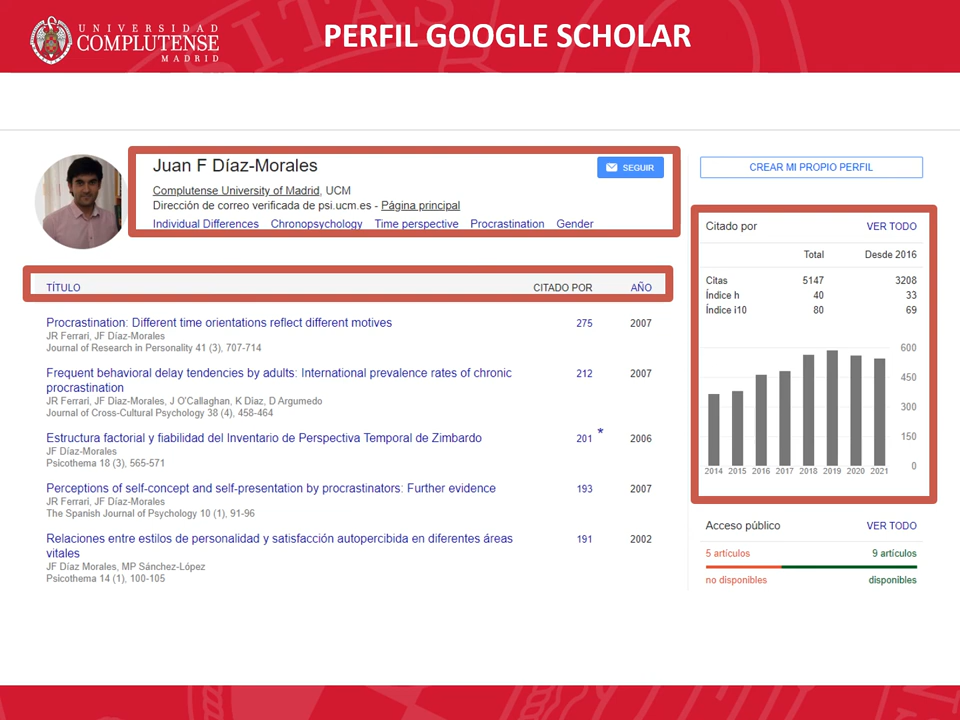 UNIVERSIDAD
COMPLUTENSE
MADRID
PERFIL GOOGLE SCHOLAR
Juan F Díaz-Morales
SEGUIR
Complutense University of Madrid, UCM
Dirección de correo verificada de psi.ucm.es - Página principal
Individual Differences Chronopsychology Time perspective Procrastination Gender
CREAR MI PROPIO PERFIL
TÍTULO CITADO POR AÑO
Procrastination: Different time orientations reflect different motives 275 2007
JR Ferrari, JF Díaz-Morales
Journal of Research in Personality 41 (3), 707-714
Frequent behavioral delay tendencies by adults: International prevalence rates of chronic 212 2007
procrastination
JR Ferrari, JF Diaz-Morales, J O'Callaghan, K Diaz, D Argumedo
Journal of Cross-Cultural Psychology 38 (4), 458-464
Estructura factorial y fiabilidad del Inventario de Perspectiva Temporal de Zimbardo 201 * 2006
JF Díaz-Morales
Psicothema 18 (3), 565-571
Perceptions of self-concept and self-presentation by procrastinators: Further evidence 193 2007
JR Ferrari, JF Díaz-Morales
The Spanish Journal of Psychology 10 (1), 91-96
Relaciones entre estilos de personalidad y satisfacción autopercibida en diferentes áreas 191 2002
vitales
JF Díaz Morales, MP Sánchez-López
Psicothema 14 (1), 100-105
Citado por VER TODO
Total Desde 2016
Citas 5147 3208
Índice h 40 33
Índice i10 80 69
600
450
300
150
0
2014 2015 2016 2017 2018 2019 2020 2021
Acceso público VER TODO
5 artículos 9 artículos
no disponibles disponibles